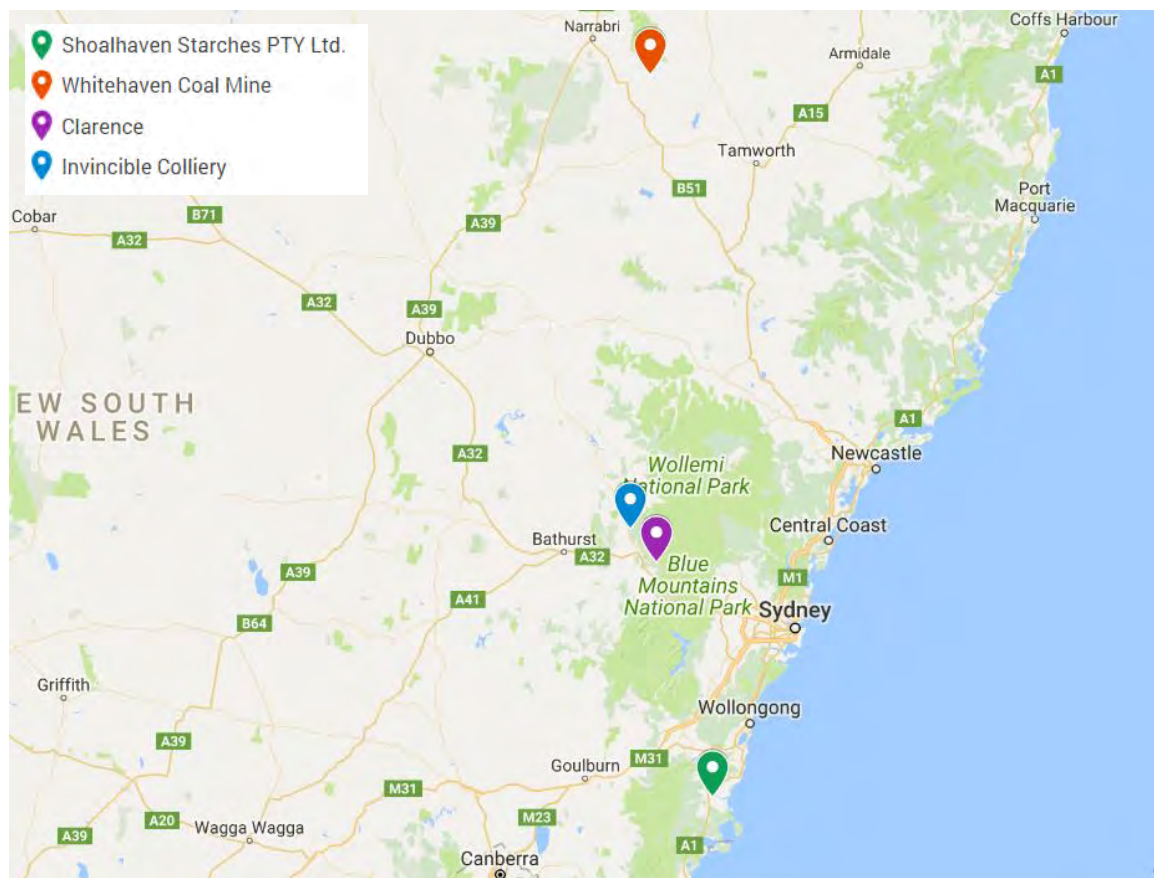 Shoalhaven Starches PTY Ltd.
Whitehaven Coal Mine
Clarence
Invincible Colliery
Coffs Harbour
Narrabri
Armidale
A1
A15
Tamworth
B51
Port
Macquarie
Cobar
B71
A32
A39
A32
A39
Dubbo
EW SOUTH
WALES
A1
A32
Newcastle
Wollemi
National Park
Central Coast
Bathurst
A32
Blue
Mountains
National Park
M1
A39
A41
Sydney
B64
Griffith
Wollongong
A39
M31
Goulburn
M31
M23
A20
Wagga Wagga
A39
A1
Canberra